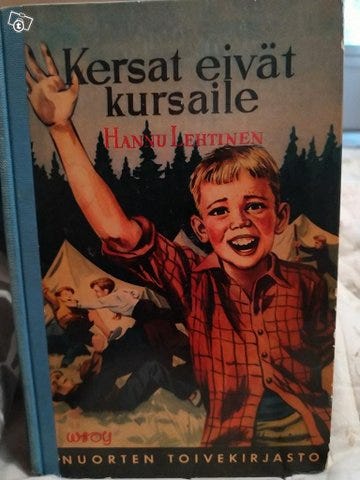 Kersat eivät
kursaile
HANNU LEHTINEN
WSOY
NUORTEN TOIVEKIRJASTO